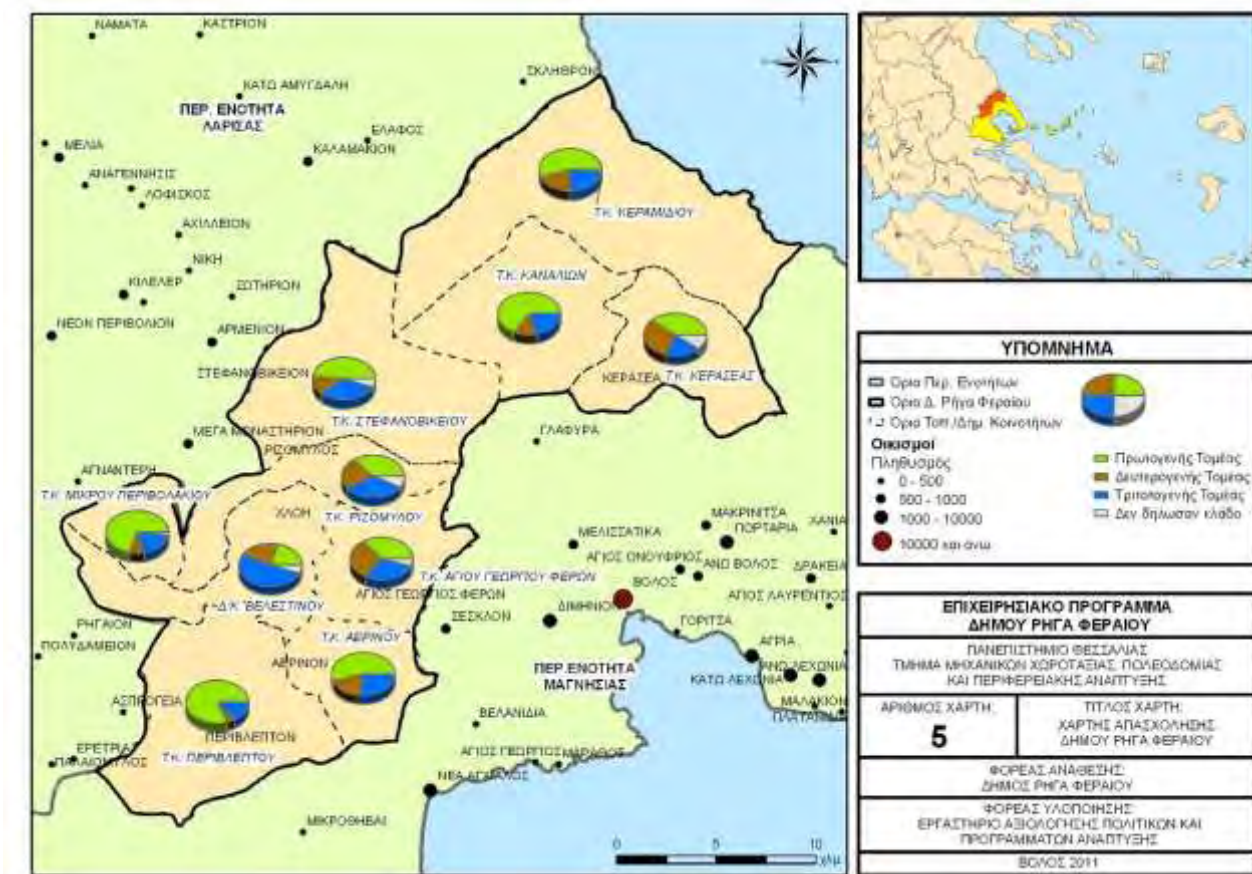 ΝΑΜΑΤΑ
ΚΑΣΤΡΙΟΝ
ΣΚΛΗΘΡΟΝ
ΚΑΤΩ ΑΜΥΓΔΑΛΗ
ΠΕΡ. ΕΝΟΤΗΤΑ
ΛΑΡΙΣΑΣ
ΕΛΑΦΟΣ
ΚΑΛΑΜΑΚΙΟΝ
ΜΕΛΙΑ
ΑΝΑΓΕΝΝΗΣΙΣ
ΛΟΦΙΣΚΟΣ
ΑΧΙΛΛΕΙΟΝ
ΝΙΚΗ
ΚΙΛΕΛΕΡ
ΣΩΤΗΡΙΟΝ
ΝΕΟΝ ΠΕΡΙΒΟΛΙΟΝ
ΑΡΜΕΝΙΟΝ
Τ.Κ. ΚΕΡΑΜΙΔΙΟΥ
Τ.Κ. ΚΑΝΑΛΙΩΝ
ΚΕΡΑΣΕΑ
Τ.Κ. ΚΕΡΑΣΕΑΣ
ΣΤΕΦΑΝΟΒΙΚΕΙΟΝ
Τ.Κ. ΣΤΕΦΑΝΟΒΙΚΕΙΟΥ
ΜΕΓΑ ΜΟΝΑΣΤΗΡΙΟΝ
ΡΙΖΟΜΥΛΟΣ
ΓΛΑΦΥΡΑ
ΑΓΝΑΝΤΕΡΗ
Τ.Κ. ΜΙΚΡΟΥ ΠΕΡΙΒΟΛΑΚΙΟΥ
ΧΛΟΗ
Τ.Κ. ΡΙΖΟΜΥΛΟΥ
ΜΕΛΙΣΣΑΤΙΚΑ
ΜΑΚΡΙΝΙΤΣΑ
ΠΟΡΤΑΡΙΑ
ΧΑΝΙΑ
ΑΓΙΟΣ ΟΝΟΥΦΡΙΟΣ
ΑΝΩ ΒΟΛΟΣ
ΔΡΑΚΕΙΑ
ΒΟΛΟΣ
ΑΓΙΟΣ ΛΑΥΡΕΝΤΙΟΣ
Τ.Κ. ΑΓΙΟΥ ΓΕΩΡΓΙΟΥ ΦΕΡΩΝ
ΑΓΙΟΣ ΓΕΩΡΓΙΟΣ ΦΕΡΩΝ
Δ.Κ. ΒΕΛΕΣΤΙΝΟΥ
ΔΙΜΗΝΙΟΝ
ΣΕΣΚΛΟΝ
ΓΟΡΙΤΣΑ
ΑΓΡΙΑ
ΡΗΓΑΙΟΝ
ΠΟΛΥΔΑΜΕΙΟΝ
Τ.Κ. ΑΕΡΙΝΟΥ
ΑΕΡΙΝΟΝ
ΠΕΡ.ΕΝΟΤΗΤΑ
ΜΑΓΝΗΣΙΑΣ
ΑΝΩ ΛΕΧΩΝΙΑ
ΚΑΤΩ ΛΕΧΩΝΙΑ
ΜΑΛΑΚΙΟΝ
ΑΣΠΡΟΓΕΙΑ
ΠΕΡΙΒΛΕΠΤΟΝ
Τ.Κ. ΠΕΡΙΒΛΕΠΤΟΥ
ΒΕΛΑΝΙΔΙΑ
ΕΡΕΤΡΙΑ
ΠΑΛΑΙΟΜΥΛΟΣ
ΑΓΙΟΣ ΓΕΩΡΓΙΟΣ
ΜΑΡΑΘΟΣ
ΝΕΑ ΑΓΧΙΑΛΟΣ
ΜΙΚΡΟΘΗΒΑΙ
0 5 10
χλμ
ΥΠΟΜΝΗΜΑ
Όρια Περ. Ενοτήτων
Όρια Δ. Ρήγα Φεραίου
Όρια Τοπ./Δημ. Κοινοτήτων
Οικισμοί
Πληθυσμός
0 - 500
500 - 1000
1000 - 10000
10000 και άνω
Πρωτογενής Τομέας
Δευτερογενής Τομέας
Τριτογενής Τομέας
Δεν δήλωσαν κλάδο
ΕΠΙΧΕΙΡΗΣΙΑΚΟ ΠΡΟΓΡΑΜΜΑ
ΔΗΜΟΥ ΡΗΓΑ ΦΕΡΑΙΟΥ
ΠΑΝΕΠΙΣΤΗΜΙΟ ΘΕΣΣΑΛΙΑΣ
ΤΜΗΜΑ ΜΗΧΑΝΙΚΩΝ ΧΩΡΟΤΑΞΙΑΣ, ΠΟΛΕΟΔΟΜΙΑΣ
ΚΑΙ ΠΕΡΙΦΕΡΕΙΑΚΗΣ ΑΝΑΠΤΥΞΗΣ
ΑΡΙΘΜΟΣ ΧΑΡΤΗ:
5
ΤΙΤΛΟΣ ΧΑΡΤΗ:
ΧΑΡΤΗΣ ΑΠΑΣΧΟΛΗΣΗΣ
ΔΗΜΟΥ ΡΗΓΑ ΦΕΡΑΙΟΥ
ΦΟΡΕΑΣ ΑΝΑΘΕΣΗΣ:
ΔΗΜΟΣ ΡΗΓΑ ΦΕΡΑΙΟΥ
ΦΟΡΕΑΣ ΥΛΟΠΟΙΗΣΗΣ:
ΕΡΓΑΣΤΗΡΙΟ ΑΞΙΟΛΟΓΗΣΗΣ ΠΟΛΙΤΙΚΩΝ ΚΑΙ
ΠΡΟΓΡΑΜΜΑΤΩΝ ΑΝΑΠΤΥΞΗΣ
ΒΟΛΟΣ 2011